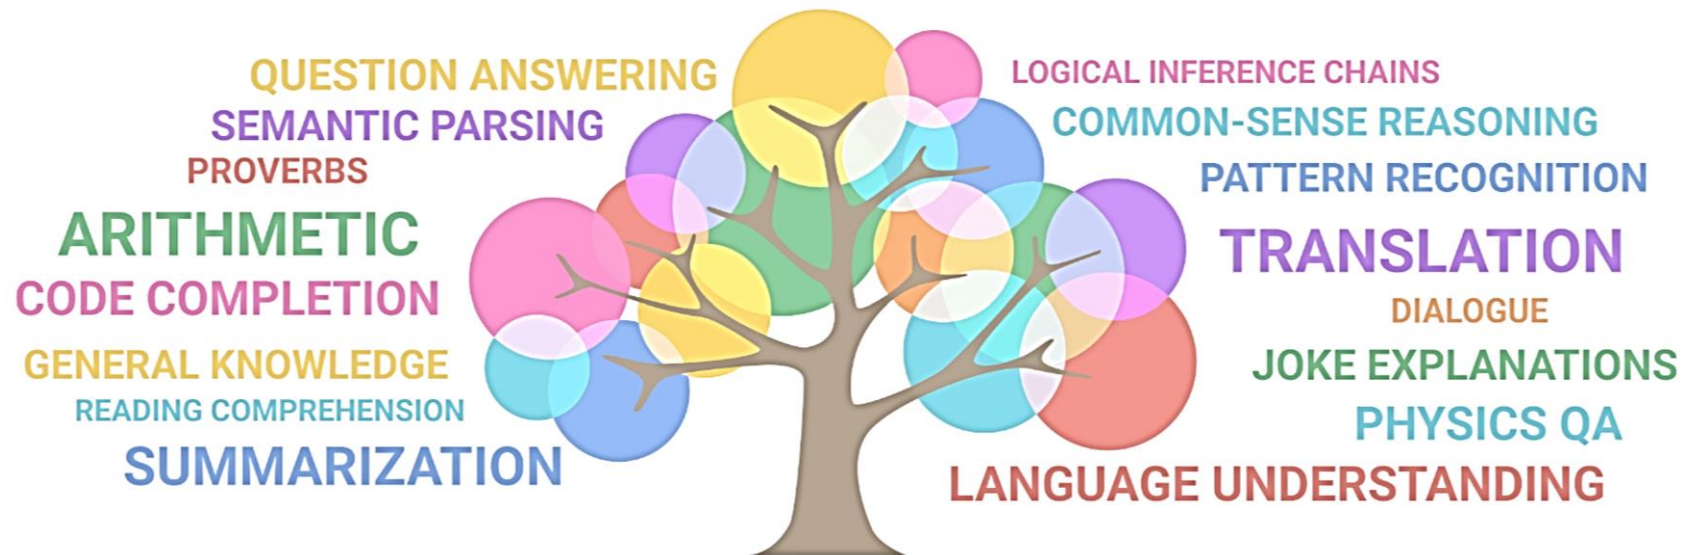 QUESTION ANSWERING
SEMANTIC PARSING
PROVERBS
ARITHMETIC
CODE COMPLETION
GENERAL KNOWLEDGE
READING COMPREHENSION
SUMMARIZATION
LOGICAL INFERENCE CHAINS
COMMON-SENSE REASONING
PATTERN RECOGNITION
TRANSLATION
DIALOGUE
JOKE EXPLANATIONS
PHYSICS QA
LANGUAGE UNDERSTANDING